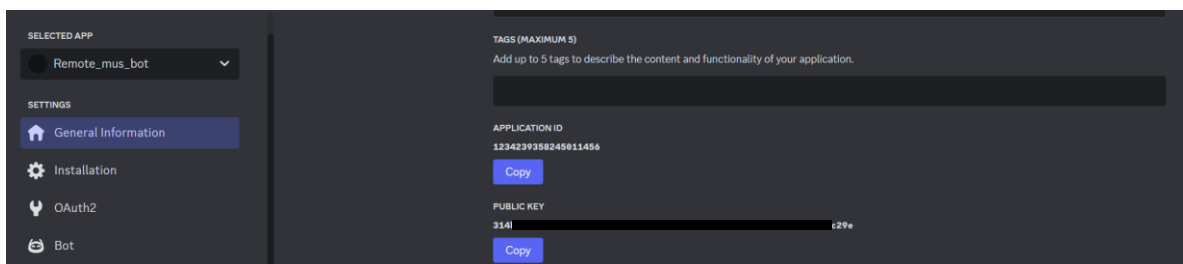 SELECTED APP
Remote_mus_bot
SETTINGS
General Information
Installation
OAuth2
Bot
TAGS (MAXIMUM 5)
Add up to 5 tags to describe the content and functionality of your application.
APPLICATION ID
1234239358245011456
Copy
PUBLIC KEY
314 c29e
Copy